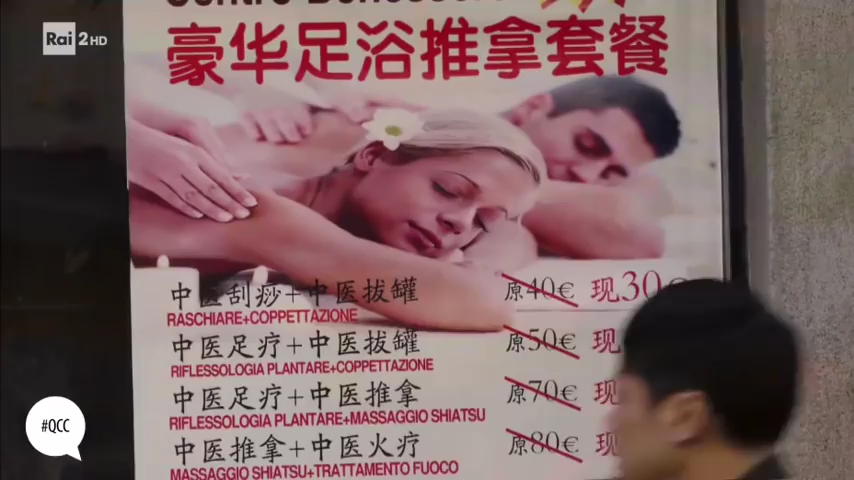 Rai 2HD
Centro Benessere
豪华足浴推拿套餐
中医刮痧+中医拔罐 原40€ 现30€
RASCHIARE+COPPETTAZIONE
中医足疗+中医拔罐 原50€ 现
RIFLESSOLOGIA PLANTARE+COPPETTAZIONE
中医足疗+中医推拿 原70€ 现
RIFLESSOLOGIA PLANTARE+MASSAGGIO SHIATSU
中医推拿+中医火疗 原80€ 现
MASSAGGIO SHIATSU+TRATTAMENTO FUOCO
#QCC